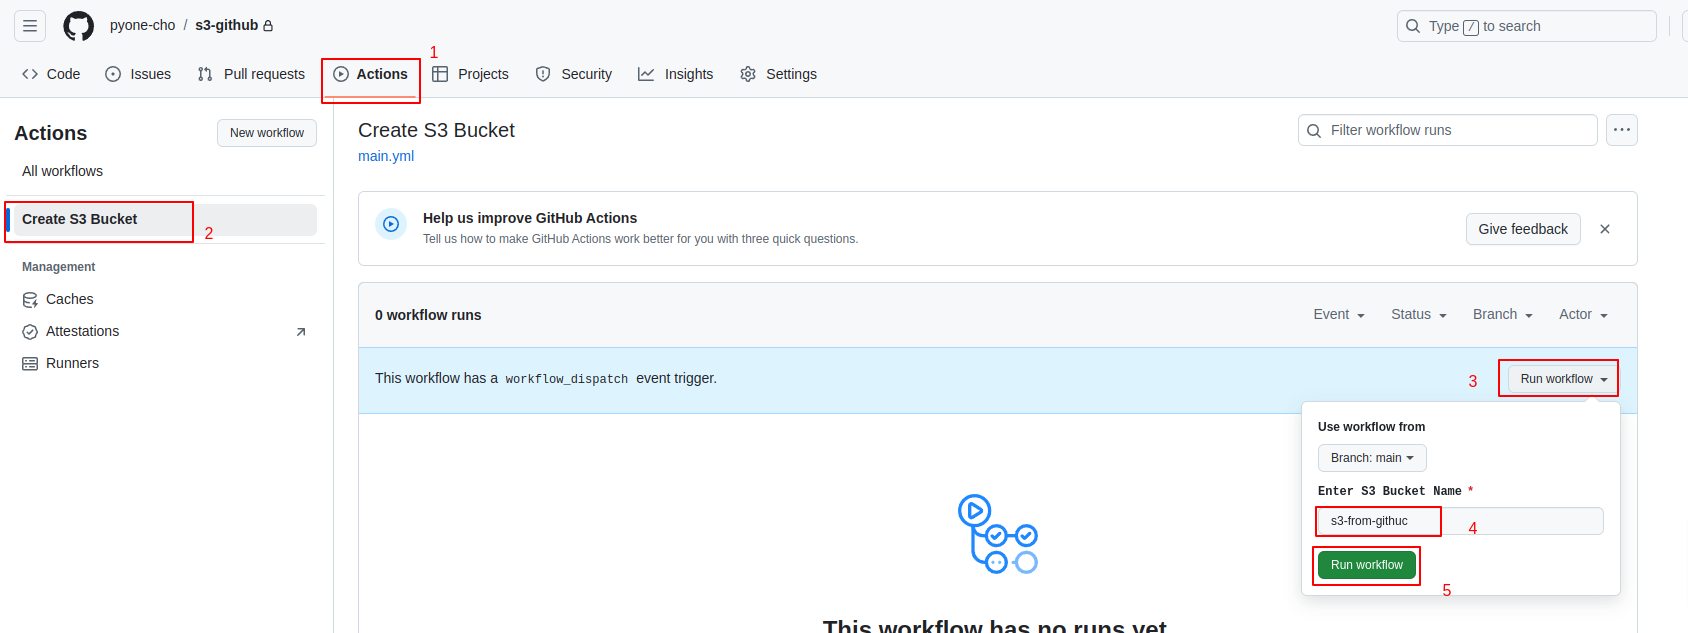 pyone-cho / s3-github
Type / to search
1
Code Issues Pull requests Actions Projects Security Insights Settings
Actions
New workflow
All workflows
Create S3 Bucket
2
Management
Caches
Attestations
Runners
Create S3 Bucket
Filter workflow runs
main.yml
Help us improve GitHub Actions
Tell us how to make GitHub Actions work better for you with three quick questions.
Give feedback
0 workflow runs
Event Status Branch Actor
This workflow has a workflow_dispatch event trigger.
3
Run workflow
Use workflow from
Branch: main
Enter S3 Bucket Name *
s3-from-githuc
4
Run workflow
5
This workflow has no runs yet